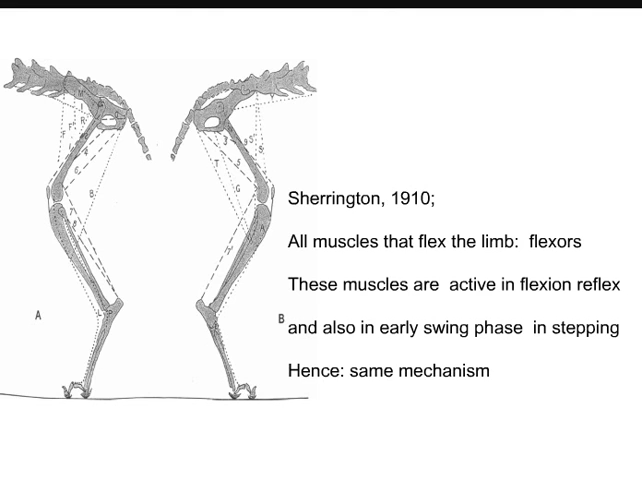 Sherrington, 1910;
All muscles that flex the limb: flexors
These muscles are active in flexion reflex
and also in early swing phase in stepping
Hence: same mechanism
A
B